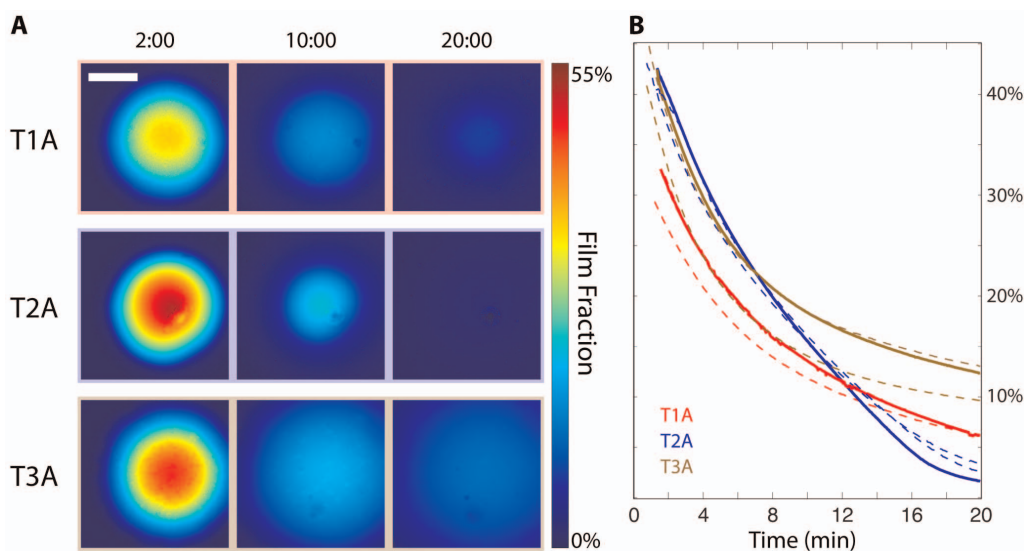 A
2:00 10:00 20:00
T1A
T2A
T3A
55%
Film Fraction
0%
B
40%
30%
20%
10%
T1A
T2A
T3A
0 4 8 12 16 20
Time (min)